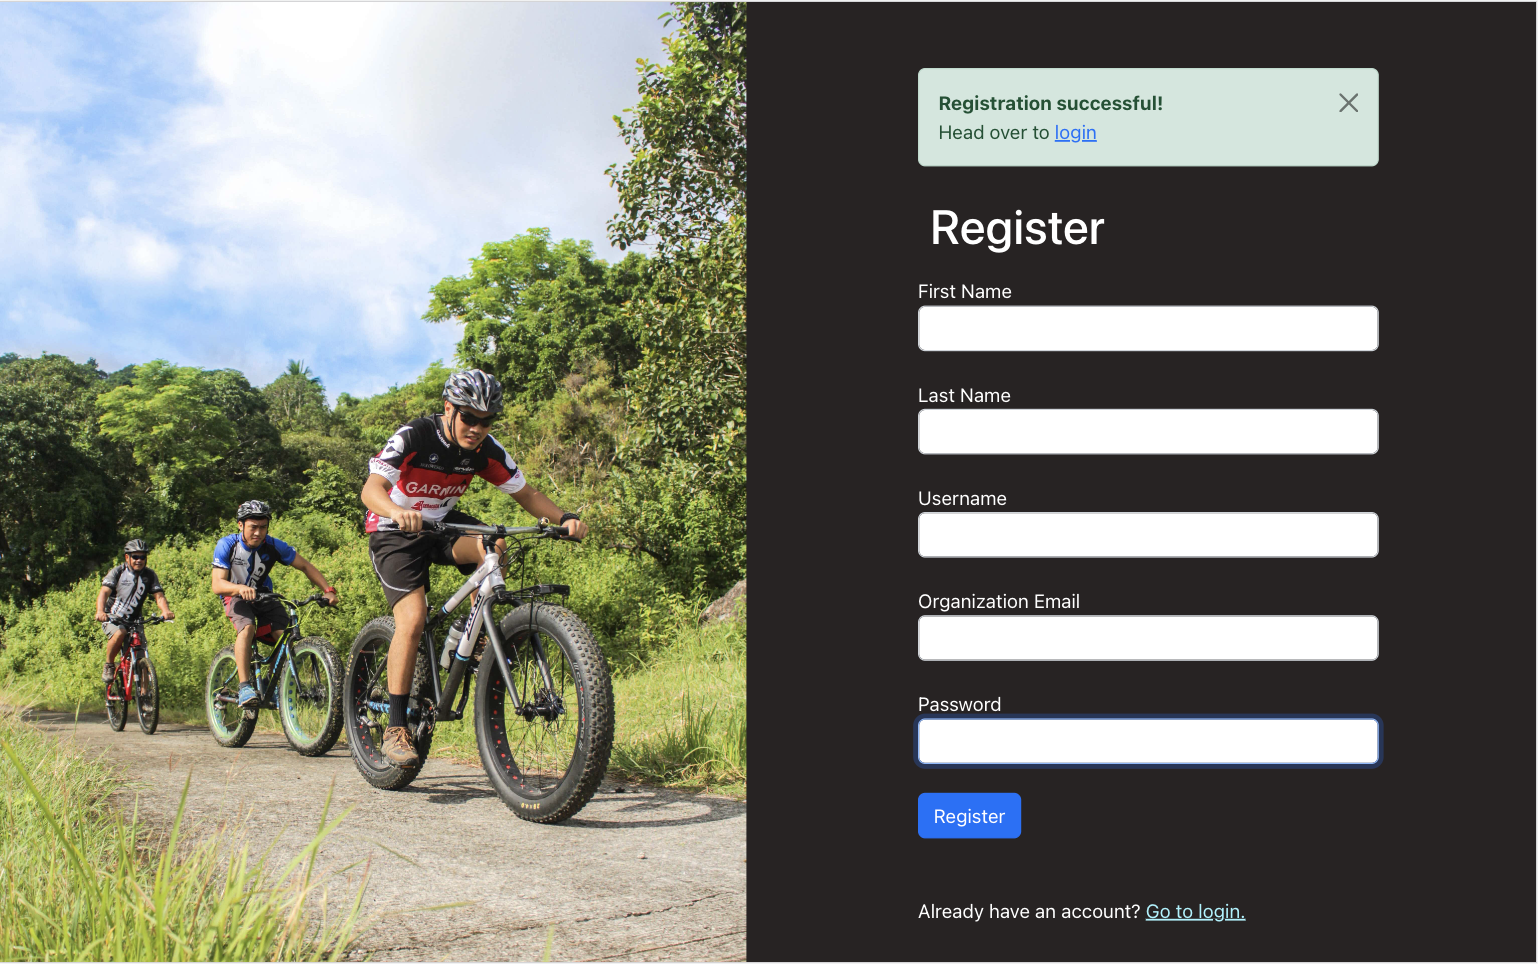 Registration successful!
Head over to login
Register
First Name
Last Name
Username
Organization Email
Password
Register
Already have an account? Go to login.
GARMIN